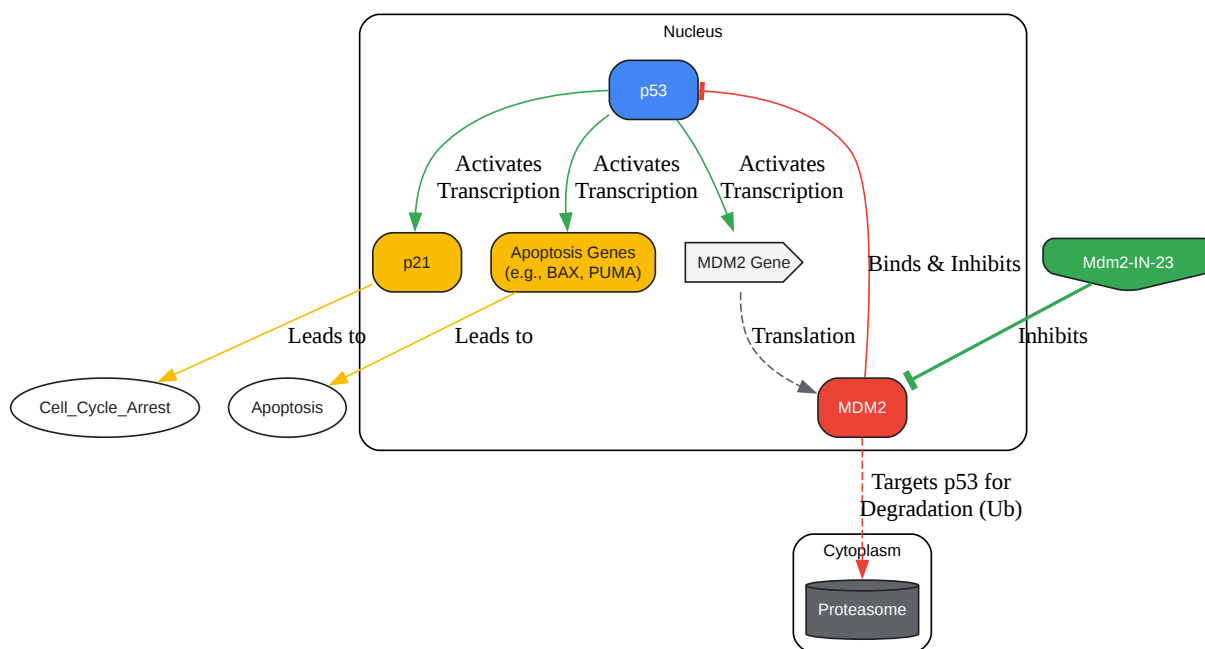 Nucleus
p53
Activates
Transcription
Activates
Transcription
Activates
Transcription
p21
Apoptosis Genes
(e.g., BAX, PUMA)
MDM2 Gene
Binds & Inhibits
Mdm2-IN-23
Leads to
Leads to
Translation
Inhibits
Cell_Cycle_Arrest
Apoptosis
MDM2
Targets p53 for
Degradation (Ub)
Cytoplasm
Proteasome